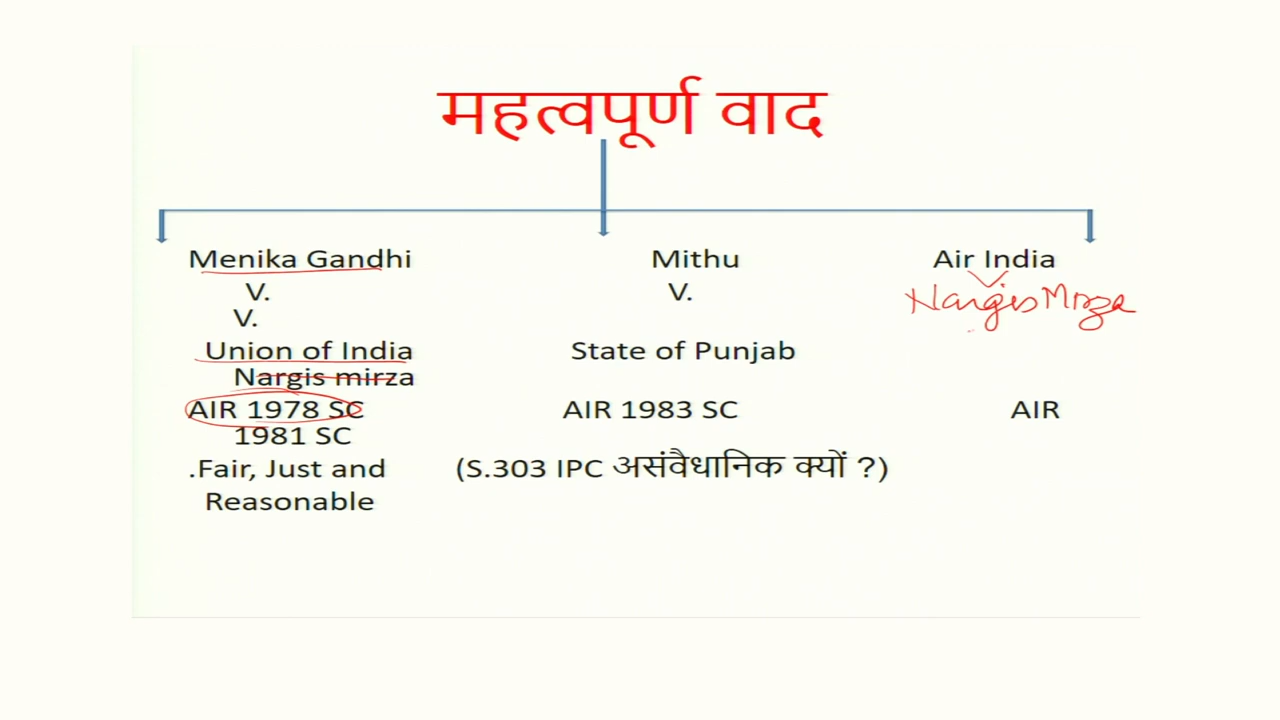 महत्वपूर्ण वाद
Menika Gandhi Mithu Air India
V. V. Nargis Mirza
V.
Union of India State of Punjab
Nargis mirza
AIR 1978 SC AIR 1983 SC AIR
1981 SC
.Fair, Just and (S.303 IPC असंवैधानिक क्यों ?)
Reasonable